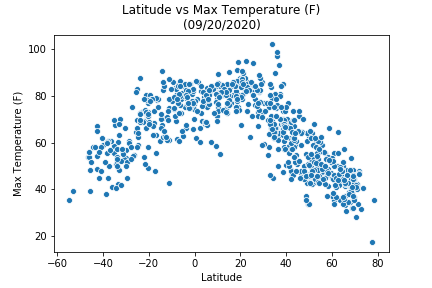 Latitude vs Max Temperature (F)
(09/20/2020)
100
80
60
40
20
Max Temperature (F)
−60 −40 −20 0 20 40 60 80
Latitude